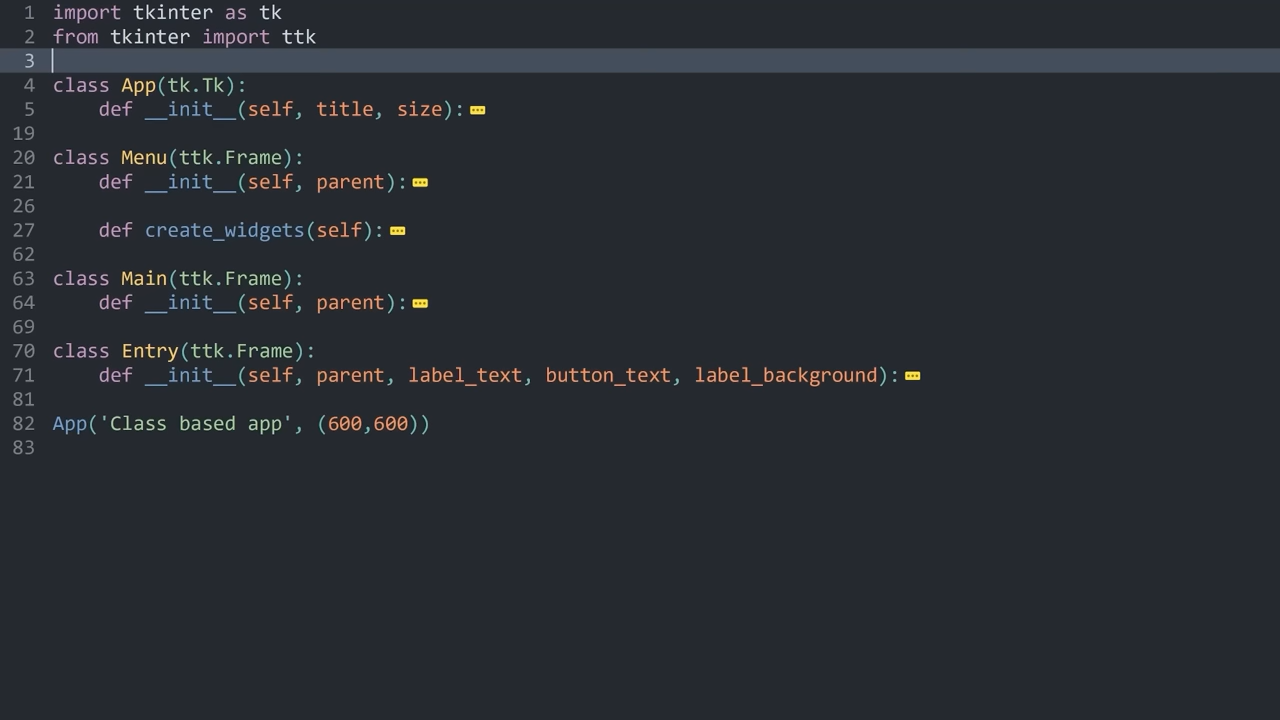 1 import tkinter as tk
2 from tkinter import ttk
3
4 class App(tk.Tk):
5     def __init__(self, title, size):
19
20 class Menu(ttk.Frame):
21     def __init__(self, parent):
26
27     def create_widgets(self):
62
63 class Main(ttk.Frame):
64     def __init__(self, parent):
69
70 class Entry(ttk.Frame):
71     def __init__(self, parent, label_text, button_text, label_background):
81
82 App('Class based app', (600,600))
83